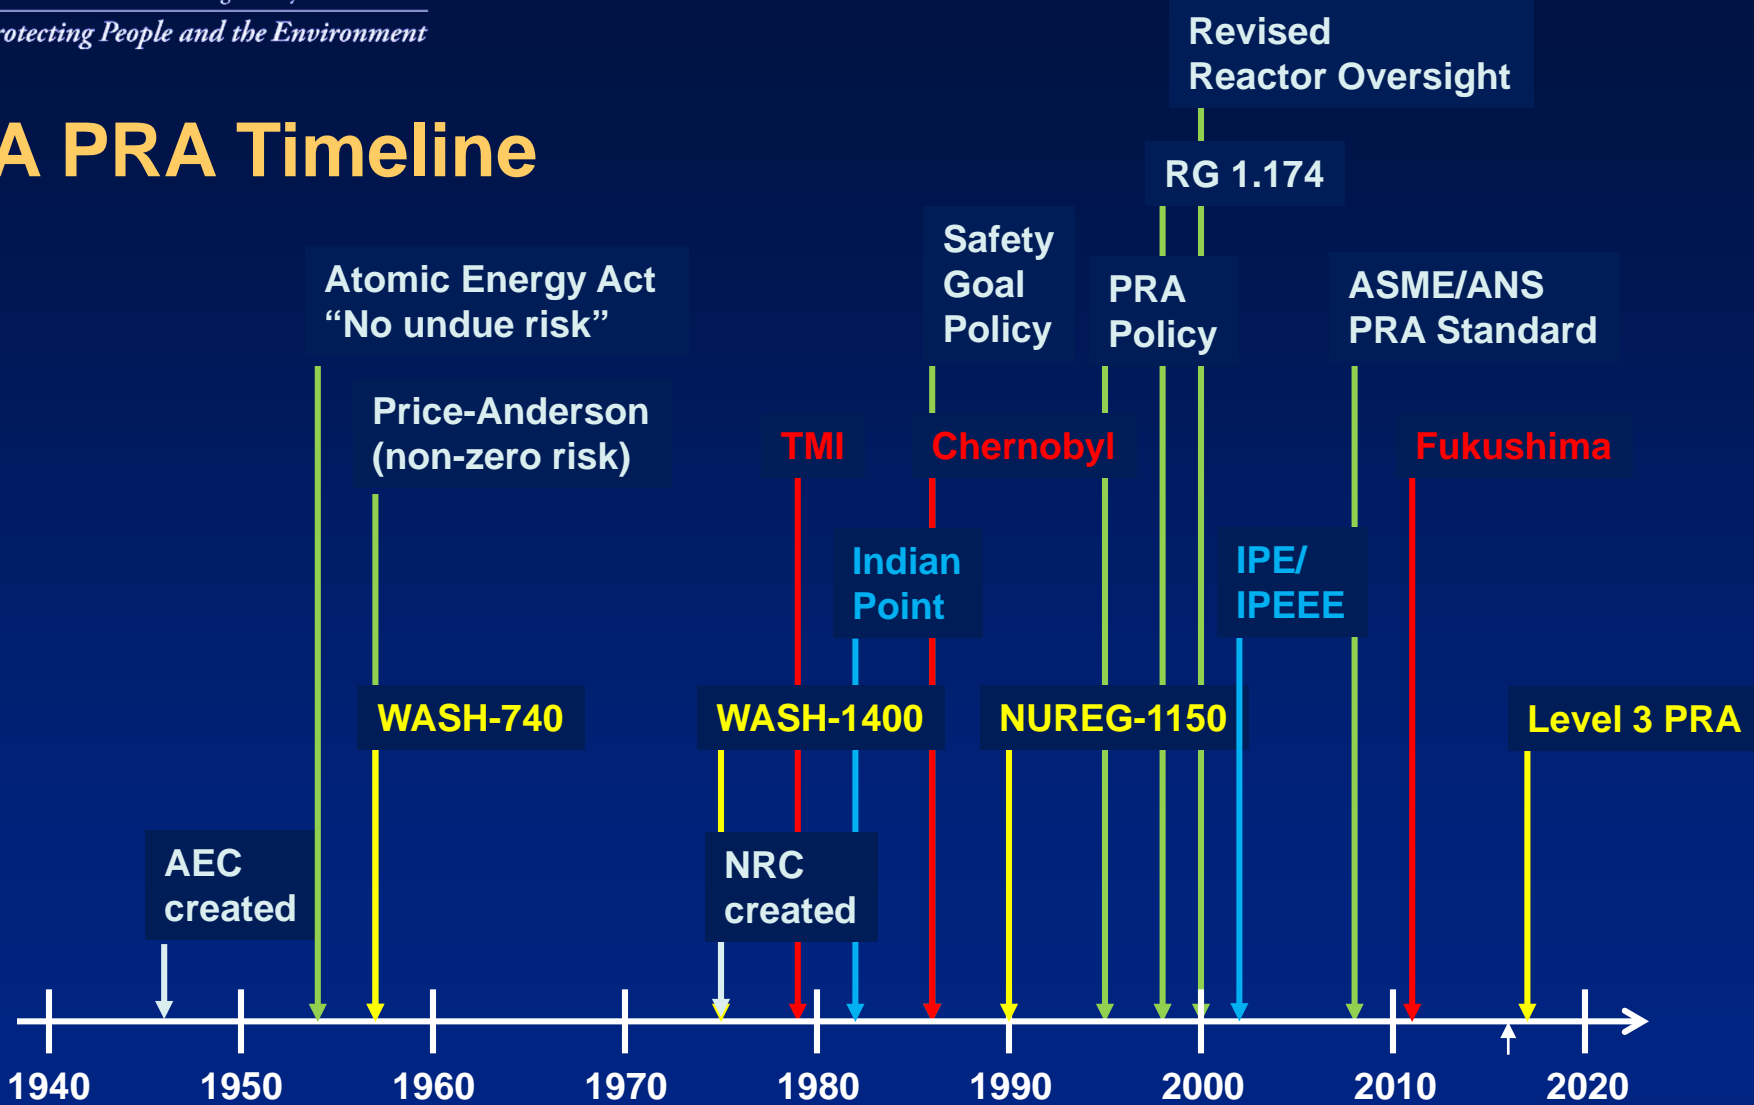 Protecting People and the Environment
A PRA Timeline
Revised
Reactor Oversight
RG 1.174
Safety
Goal
Policy
PRA
Policy
ASME/ANS
PRA Standard
Atomic Energy Act
“No undue risk”
Price-Anderson
(non-zero risk)
TMI
Chernobyl
Fukushima
Indian
Point
IPE/
IPEEE
WASH-740
WASH-1400
NUREG-1150
Level 3 PRA
AEC
created
NRC
created
1940
1950
1960
1970
1980
1990
2000
2010
2020